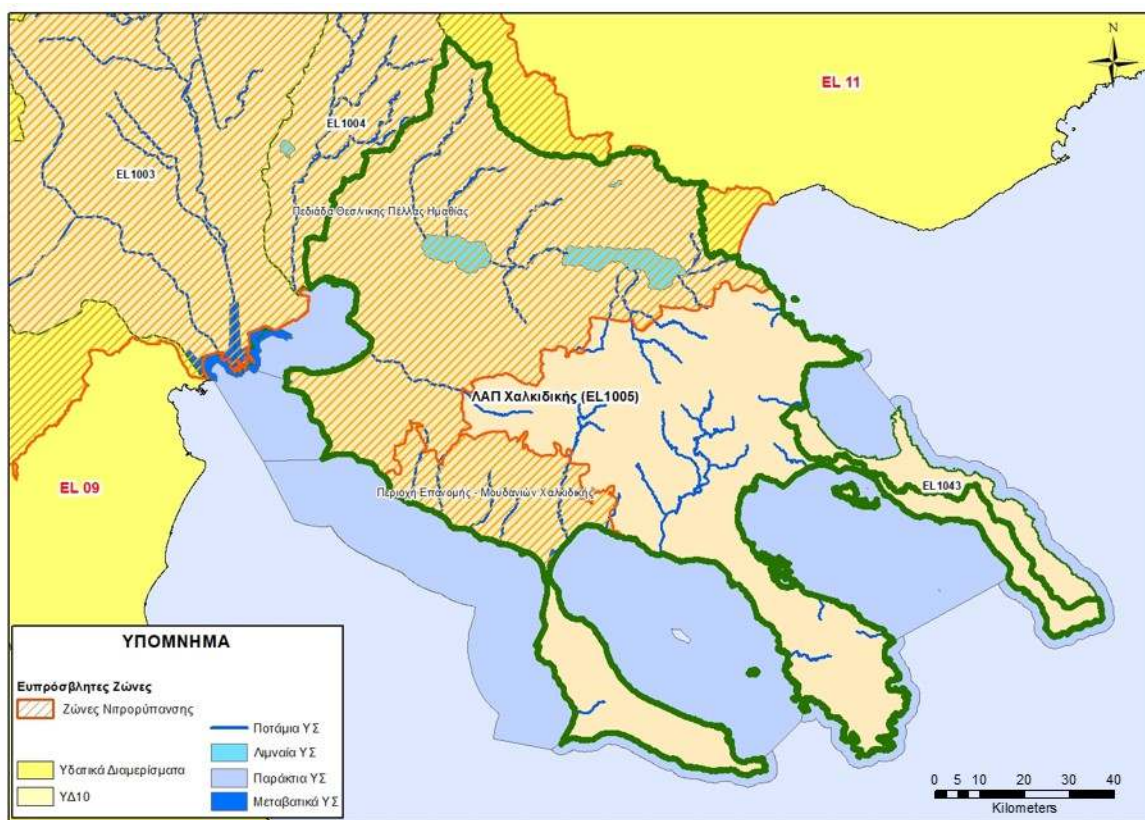 N
EL 11
EL1004
EL1003
Πεδιάδα Θεσ/νικης Πέλλας Ημαθίας
ΛΑΠ Χαλκιδικής (EL1005)
EL 09
Περιοχή Επανομής - Μουδανιών Χαλκιδικής
EL1043
ΥΠΟΜΝΗΜΑ
Ευπρόσβλητες Ζώνες
Ζώνες Νιτρορύπανσης
Ποτάμια ΥΣ
Λιμναία ΥΣ
Υδατικά Διαμερίσματα
Παράκτια ΥΣ
ΥΔ10
Μεταβατικά ΥΣ
0 5 10 20 30 40
Kilometers